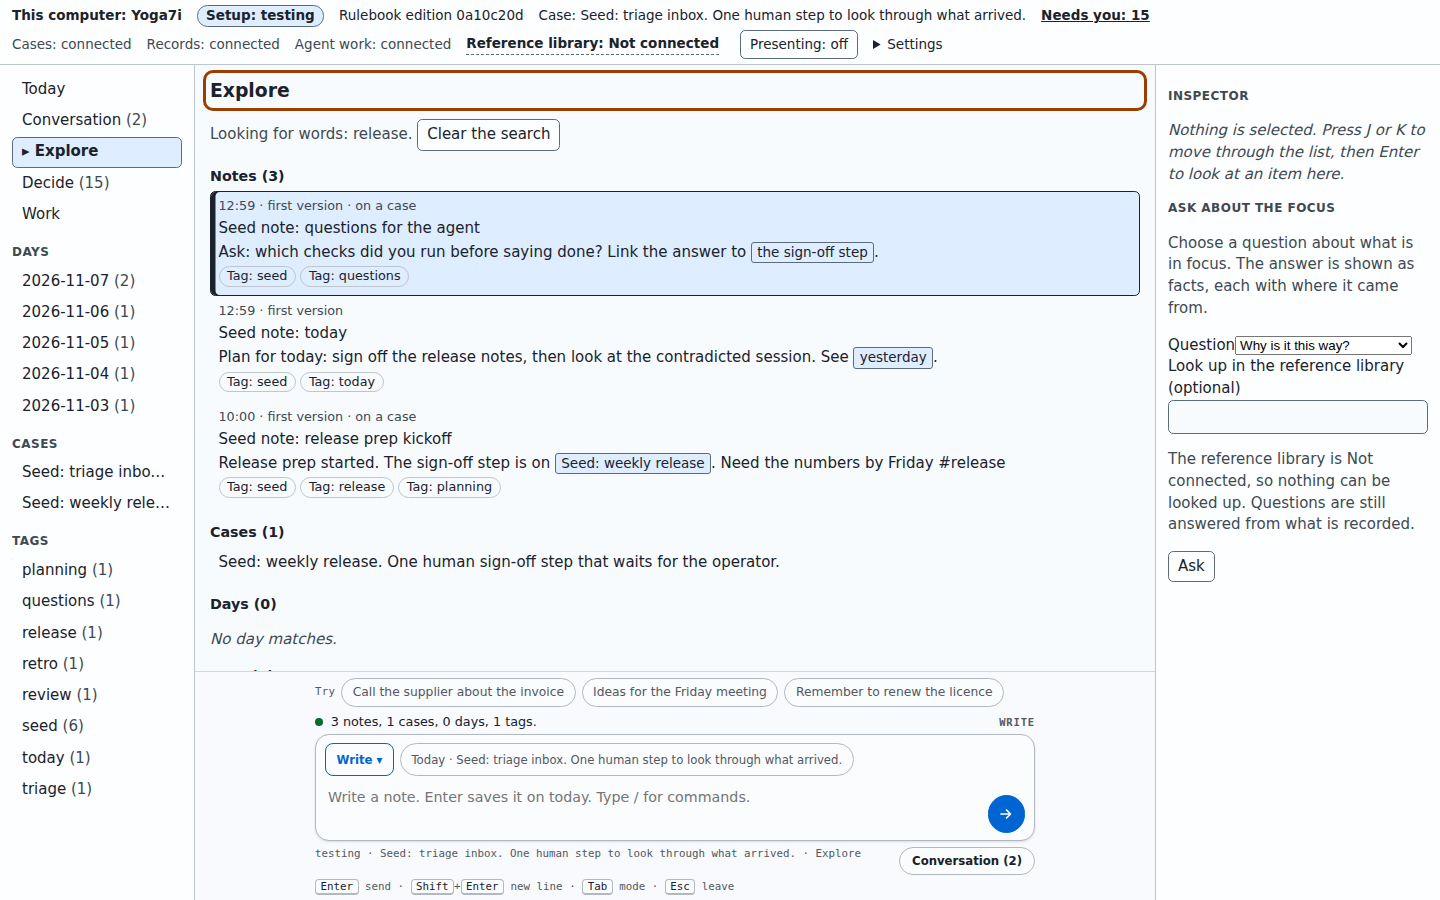 This computer: Yoga7i Setup: testing Rulebook edition 0a10c20d Case: Seed: triage inbox. One human step to look through what arrived. Needs you: 15
Cases: connected Records: connected Agent work: connected Reference library: Not connected Presenting: off ▶ Settings
Today
Conversation (2)
▸ Explore
Decide (15)
Work
DAYS
2026-11-07 (2)
2026-11-06 (1)
2026-11-05 (1)
2026-11-04 (1)
2026-11-03 (1)
CASES
Seed: triage inbo…
Seed: weekly rele…
TAGS
planning (1)
questions (1)
release (1)
retro (1)
review (1)
seed (6)
today (1)
triage (1)
Explore
Looking for words: release. Clear the search
Notes (3)
12:59 · first version · on a case
Seed note: questions for the agent
Ask: which checks did you run before saying done? Link the answer to the sign-off step.
Tag: seed Tag: questions
12:59 · first version
Seed note: today
Plan for today: sign off the release notes, then look at the contradicted session. See yesterday.
Tag: seed Tag: today
10:00 · first version · on a case
Seed note: release prep kickoff
Release prep started. The sign-off step is on Seed: weekly release. Need the numbers by Friday #release
Tag: seed Tag: release Tag: planning
Cases (1)
Seed: weekly release. One human sign-off step that waits for the operator.
Days (0)
No day matches.
Try Call the supplier about the invoice Ideas for the Friday meeting Remember to renew the licence
3 notes, 1 cases, 0 days, 1 tags. WRITE
Write ▾ Today · Seed: triage inbox. One human step to look through what arrived.
Write a note. Enter saves it on today. Type / for commands.
testing · Seed: triage inbox. One human step to look through what arrived. · Explore Conversation (2)
Enter send · Shift+Enter new line · Tab mode · Esc leave
INSPECTOR
Nothing is selected. Press J or K to
move through the list, then Enter
to look at an item here.
ASK ABOUT THE FOCUS
Choose a question about what is
in focus. The answer is shown as
facts, each with where it came
from.
Question Why is it this way?
Look up in the reference library
(optional)
The reference library is Not
connected, so nothing can be
looked up. Questions are still
answered from what is recorded.
Ask